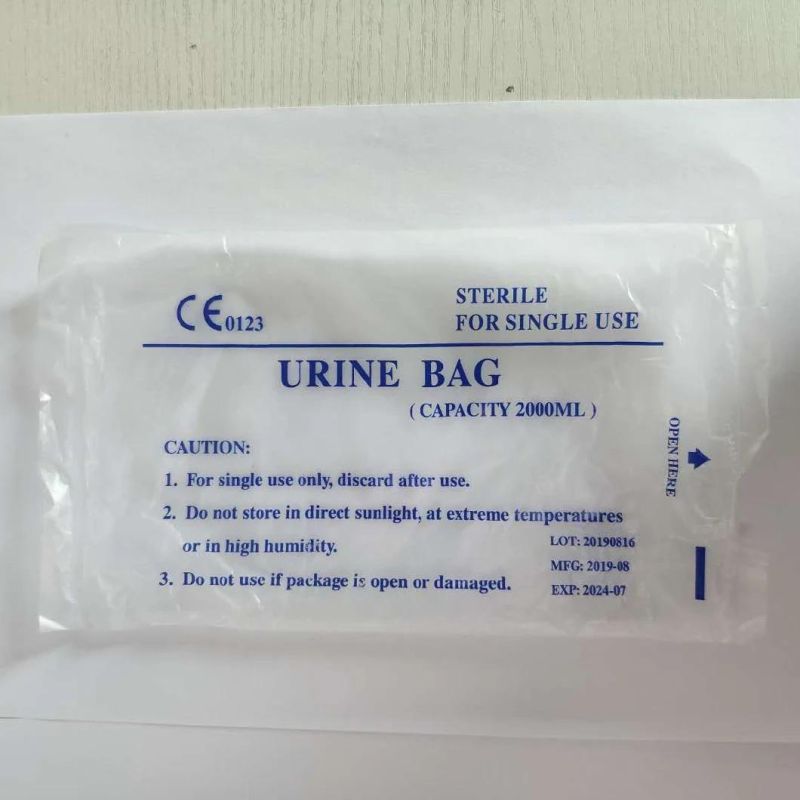 CE0123
STERILE
FOR SINGLE USE
URINE BAG
( CAPACITY 2000ML )
CAUTION:
1. For single use only, discard after use.
2. Do not store in direct sunlight, at extreme temperatures
or in high humidity.
3. Do not use if package is open or damaged.
LOT: 20190816
MFG: 2019-08
EXP: 2024-07
OPEN HERE